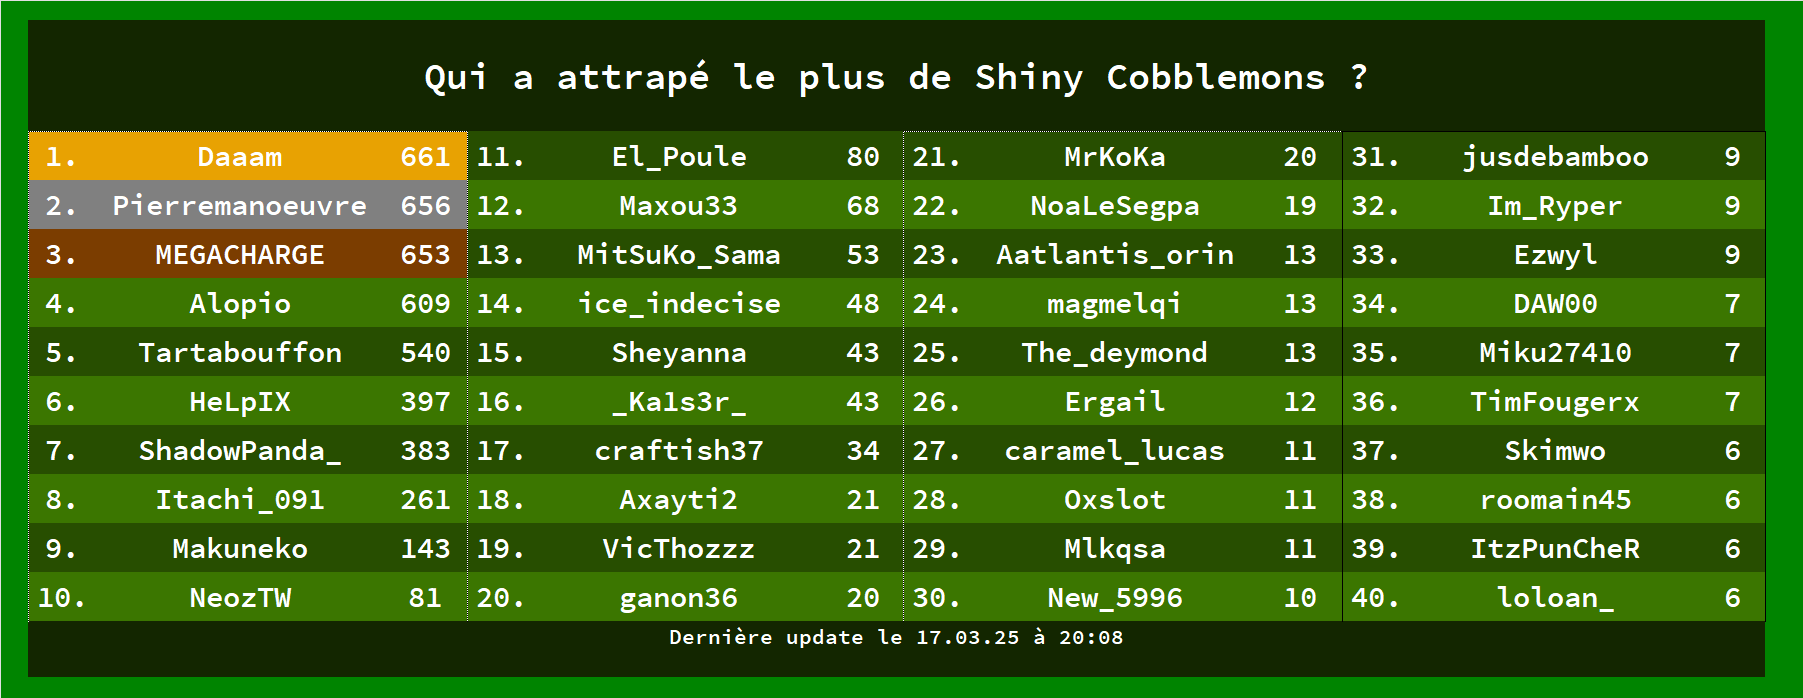 Qui a attrapé le plus de Shiny Cobblemons ?
1. Daaam 661 11. El_Poule 80 21. MrKoKa 20 31. jusdebamboo 9
2. Pierremanoeuvre 656 12. Maxou33 68 22. NoaLeSegpa 19 32. Im_Ryper 9
3. MEGACHARGE 653 13. MitSuKo_Sama 53 23. Aatlantis_orin 13 33. Ezwyl 9
4. Alopio 609 14. ice_indecise 48 24. magmelqi 13 34. DAW00 7
5. Tartabouffon 540 15. Sheyanna 43 25. The_deymond 13 35. Miku27410 7
6. HeLpIX 397 16. _Ka1s3r_ 43 26. Ergail 12 36. TimFougerx 7
7. ShadowPanda_ 383 17. craftish37 34 27. caramel_lucas 11 37. Skimwo 6
8. Itachi_091 261 18. Axayti2 21 28. Oxslot 11 38. roomain45 6
9. Makuneko 143 19. VicThozzz 21 29. Mlkqsa 11 39. ItzPunCheR 6
10. NeozTW 81 20. ganon36 20 30. New_5996 10 40. loloan_ 6
Dernière update le 17.03.25 à 20:08